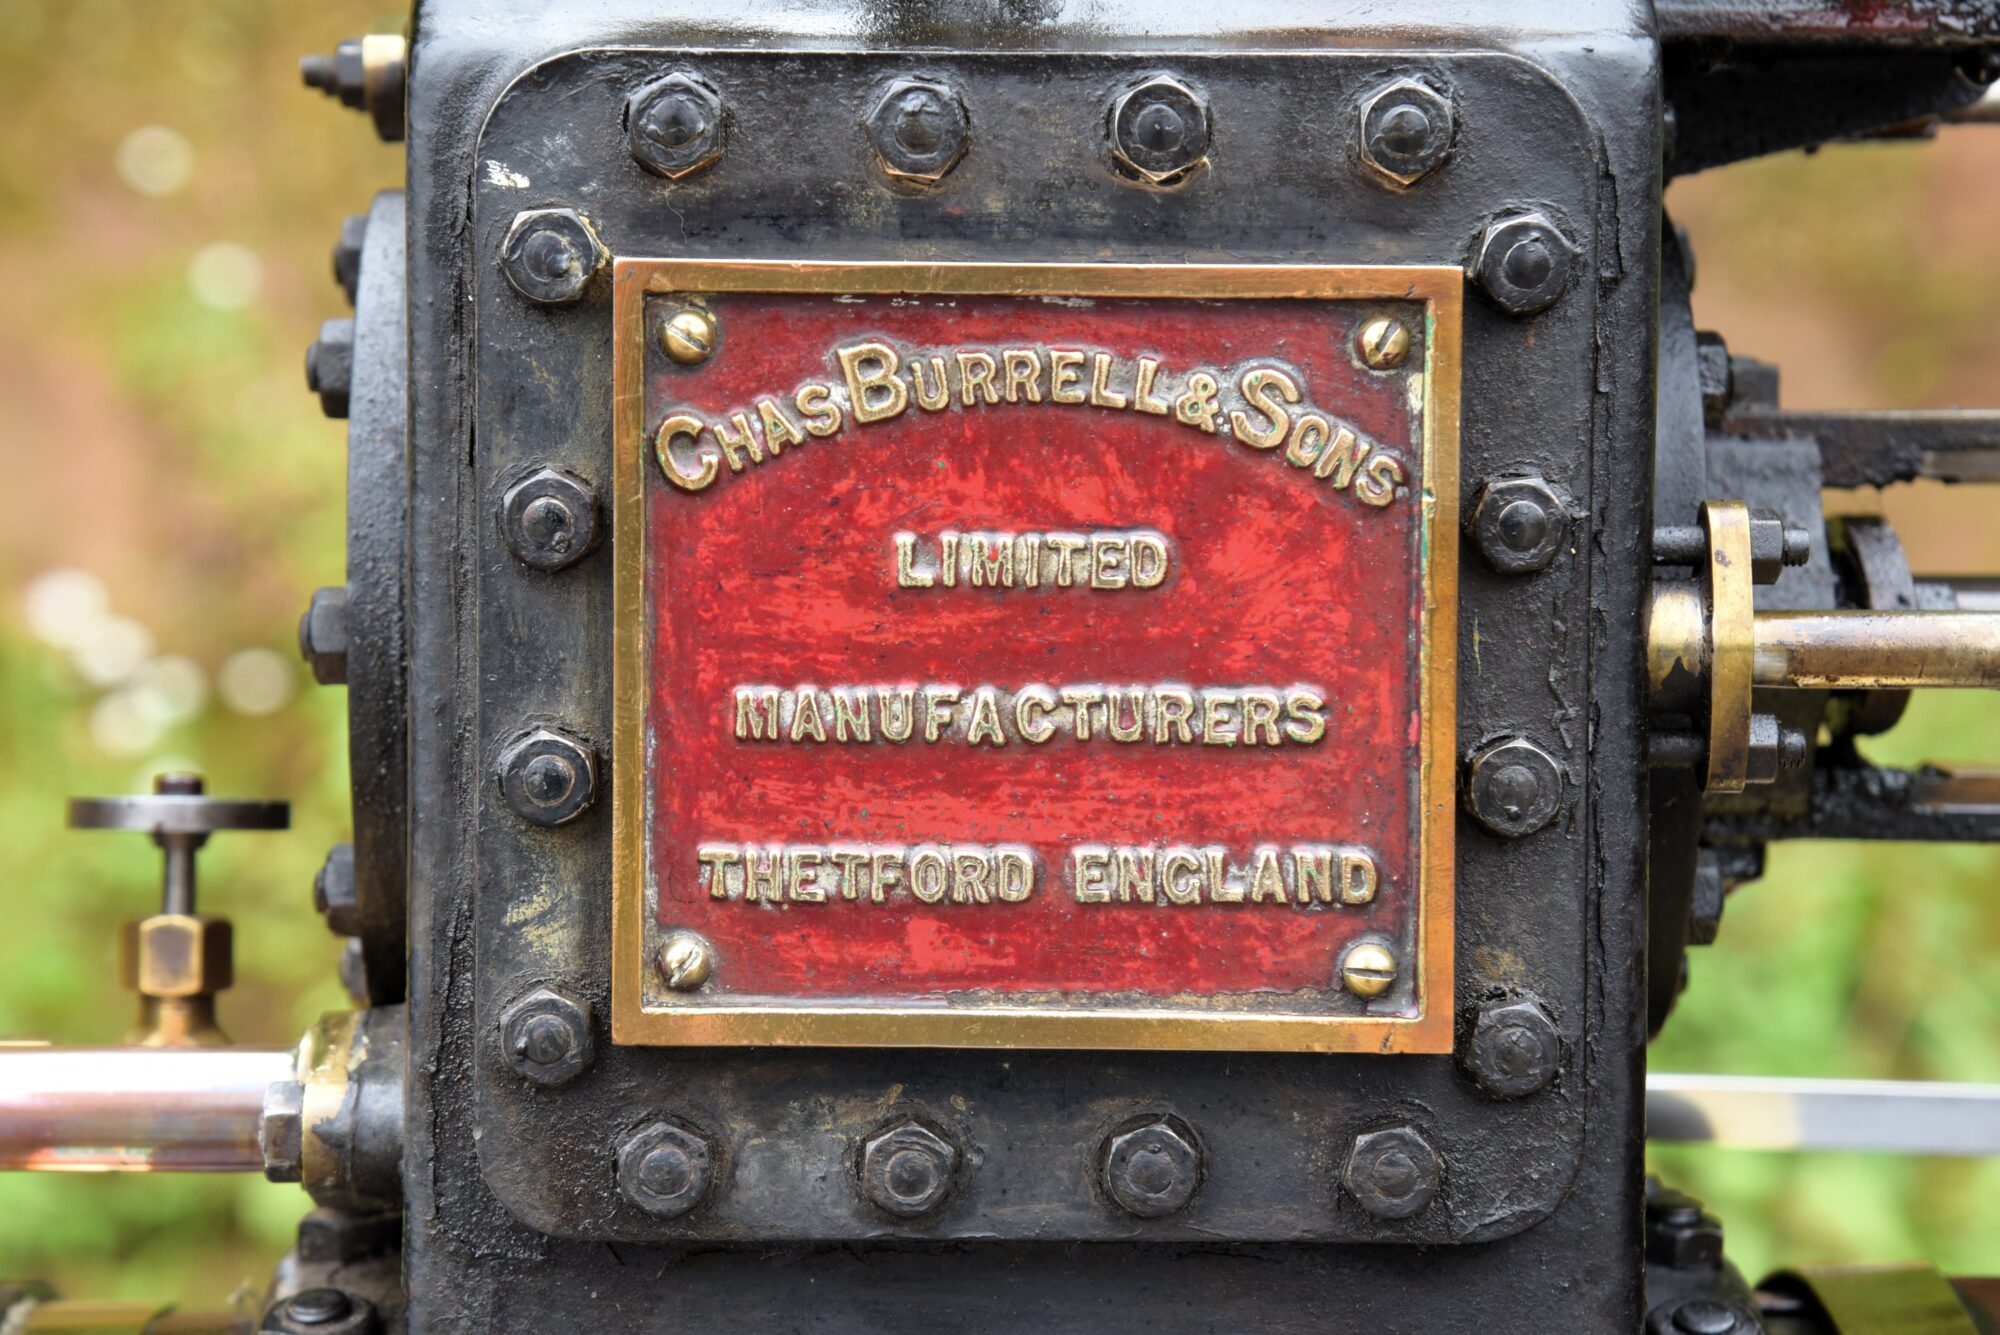 CHAS BURRELL & SONS
LIMITED
MANUFACTURERS
THETFORD ENGLAND